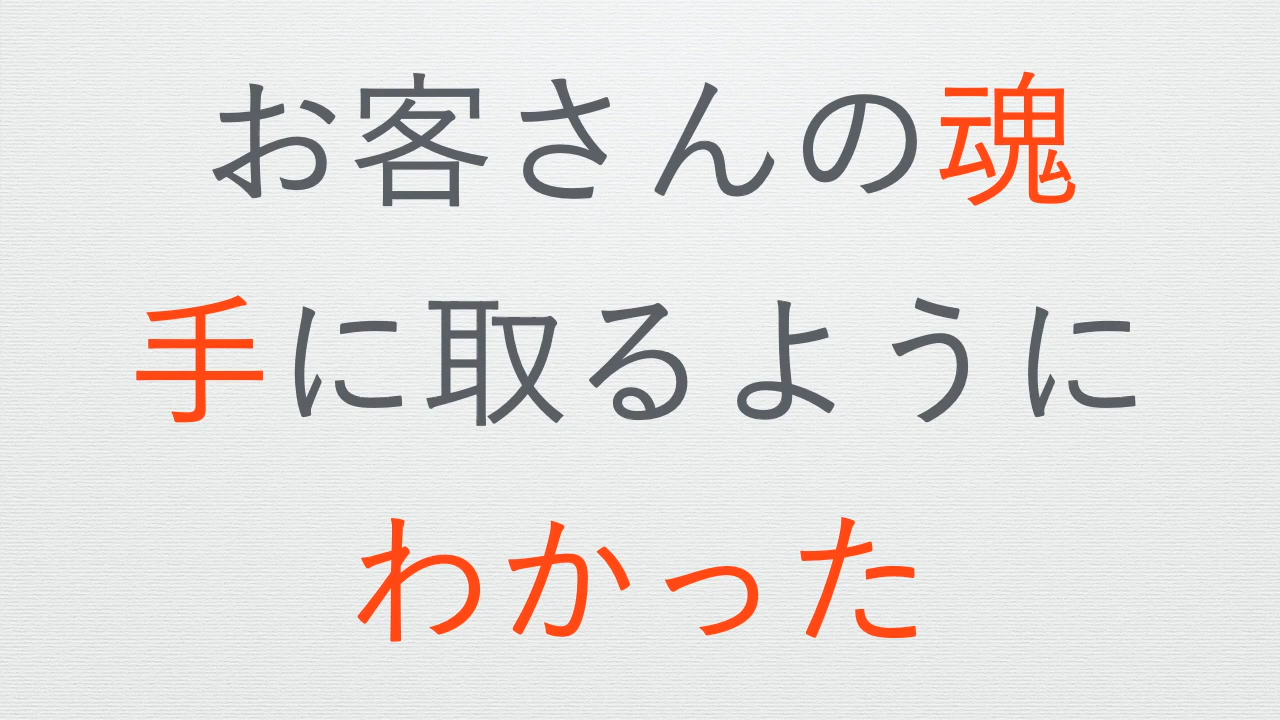 お客さんの魂
手に取るように
わかった